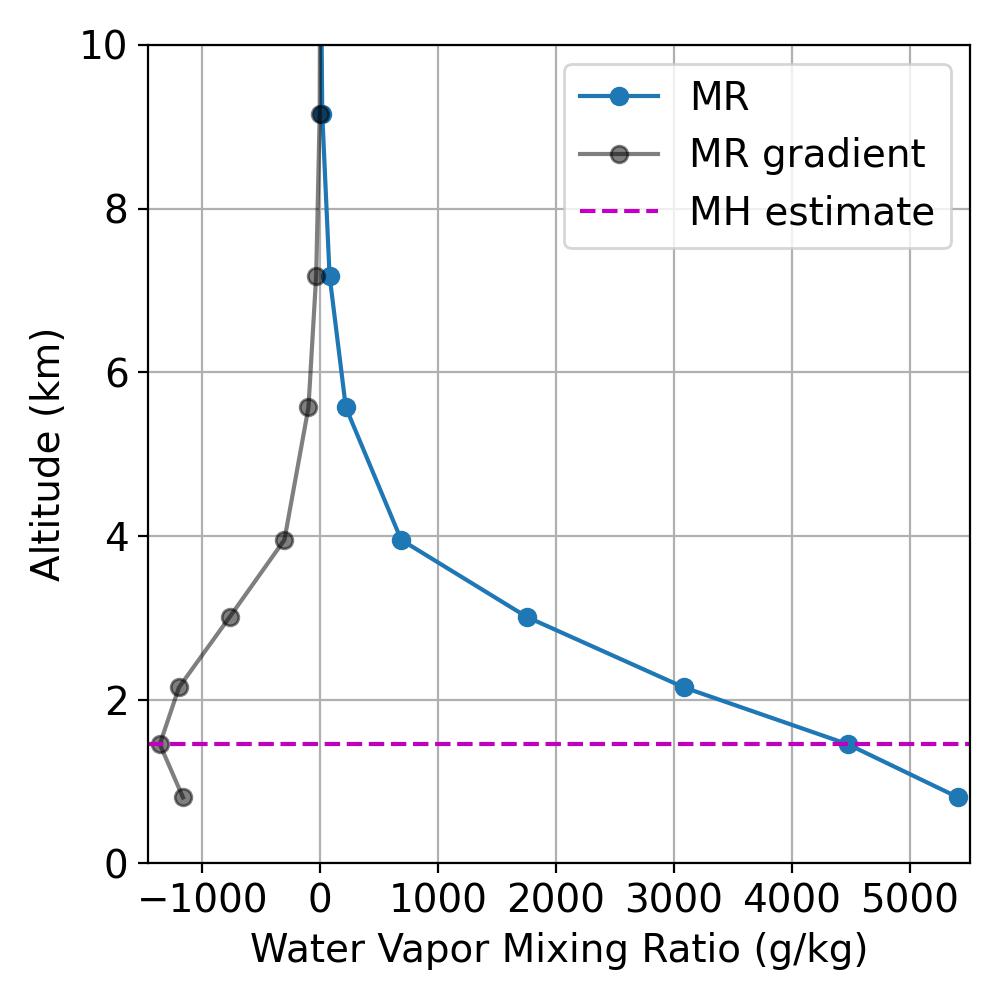 10
8
6
4
2
0
Altitude (km)
MR
MR gradient
MH estimate
−1000 0 1000 2000 3000 4000 5000
Water Vapor Mixing Ratio (g/kg)